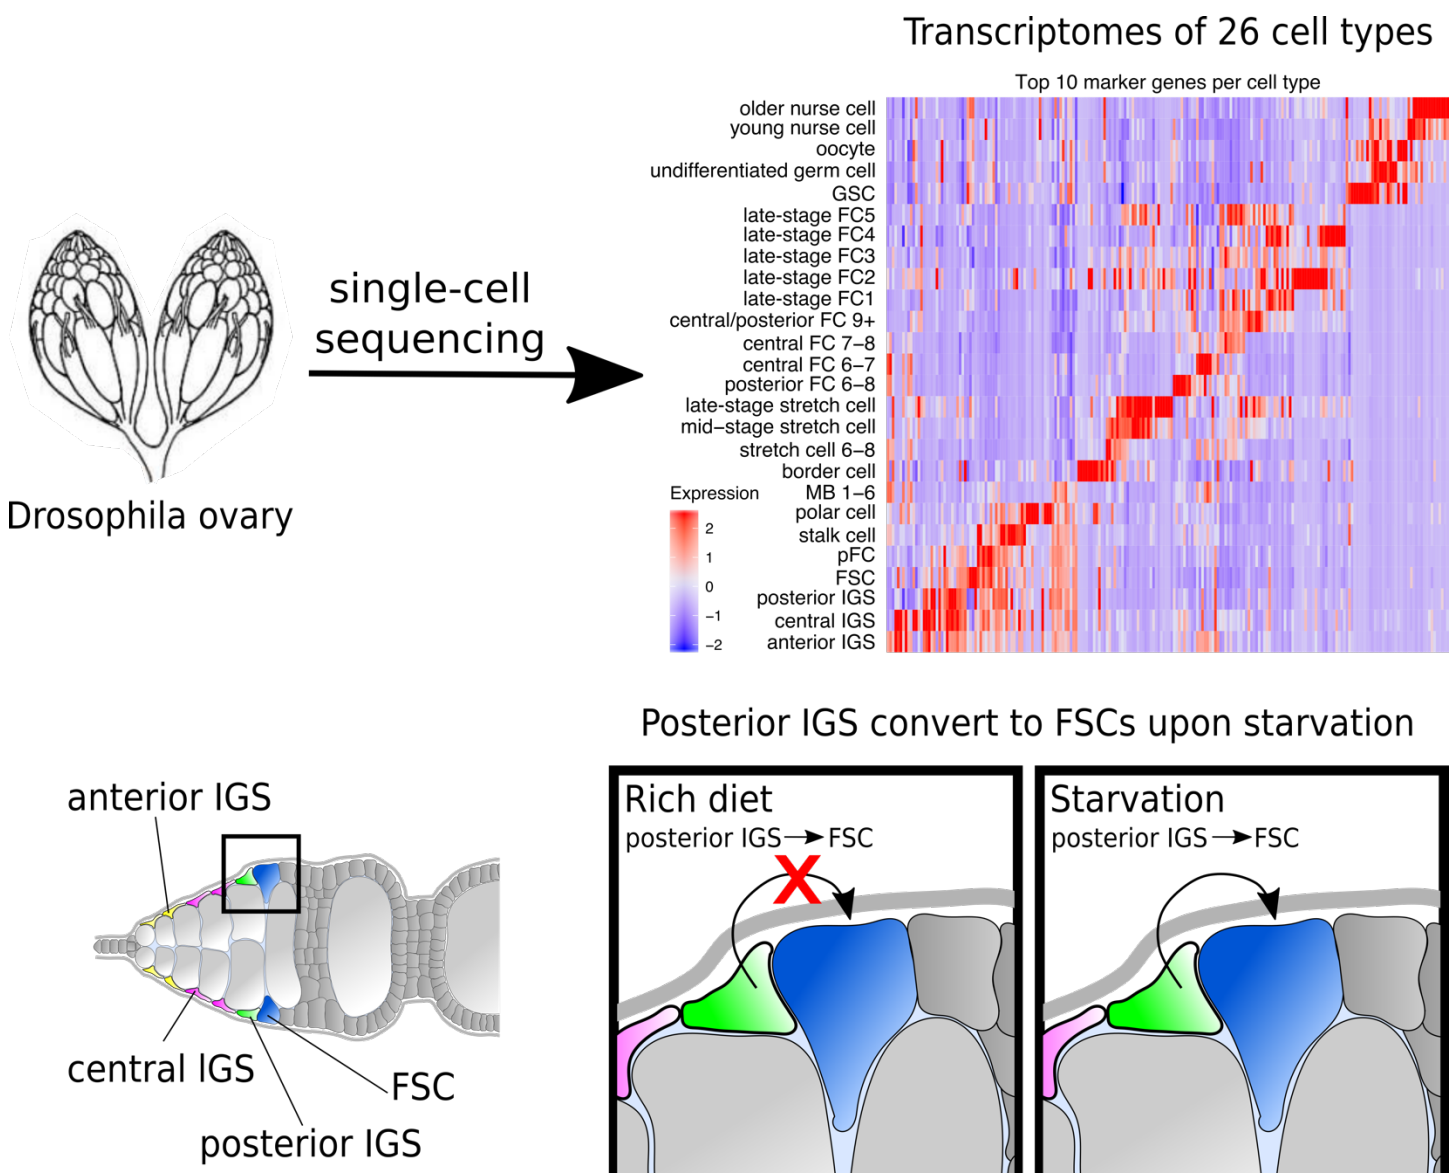 Transcriptomes of 26 cell types
Top 10 marker genes per cell type
older nurse cell
young nurse cell
oocyte
undifferentiated germ cell
GSC
late-stage FC5
late-stage FC4
late-stage FC3
late-stage FC2
late-stage FC1
central/posterior FC 9+
central FC 7–8
central FC 6–7
posterior FC 6–8
late-stage stretch cell
mid–stage stretch cell
stretch cell 6–8
border cell
MB 1–6
polar cell
stalk cell
pFC
FSC
posterior IGS
central IGS
anterior IGS
Expression
2
1
0
−1
−2
single-cell
sequencing
Drosophila ovary
Posterior IGS convert to FSCs upon starvation
anterior IGS
central IGS
FSC
posterior IGS
Rich diet
posterior IGS → FSC
X
Starvation
posterior IGS → FSC